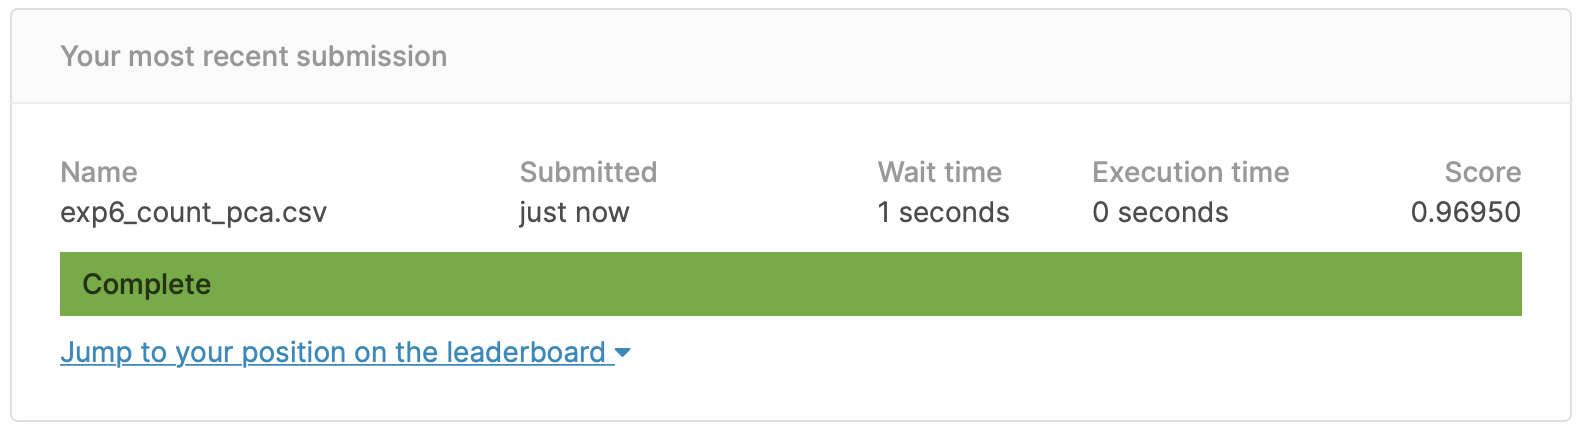 Your most recent submission
Name Submitted Wait time Execution time Score
exp6_count_pca.csv just now 1 seconds 0 seconds 0.96950
Complete
Jump to your position on the leaderboard